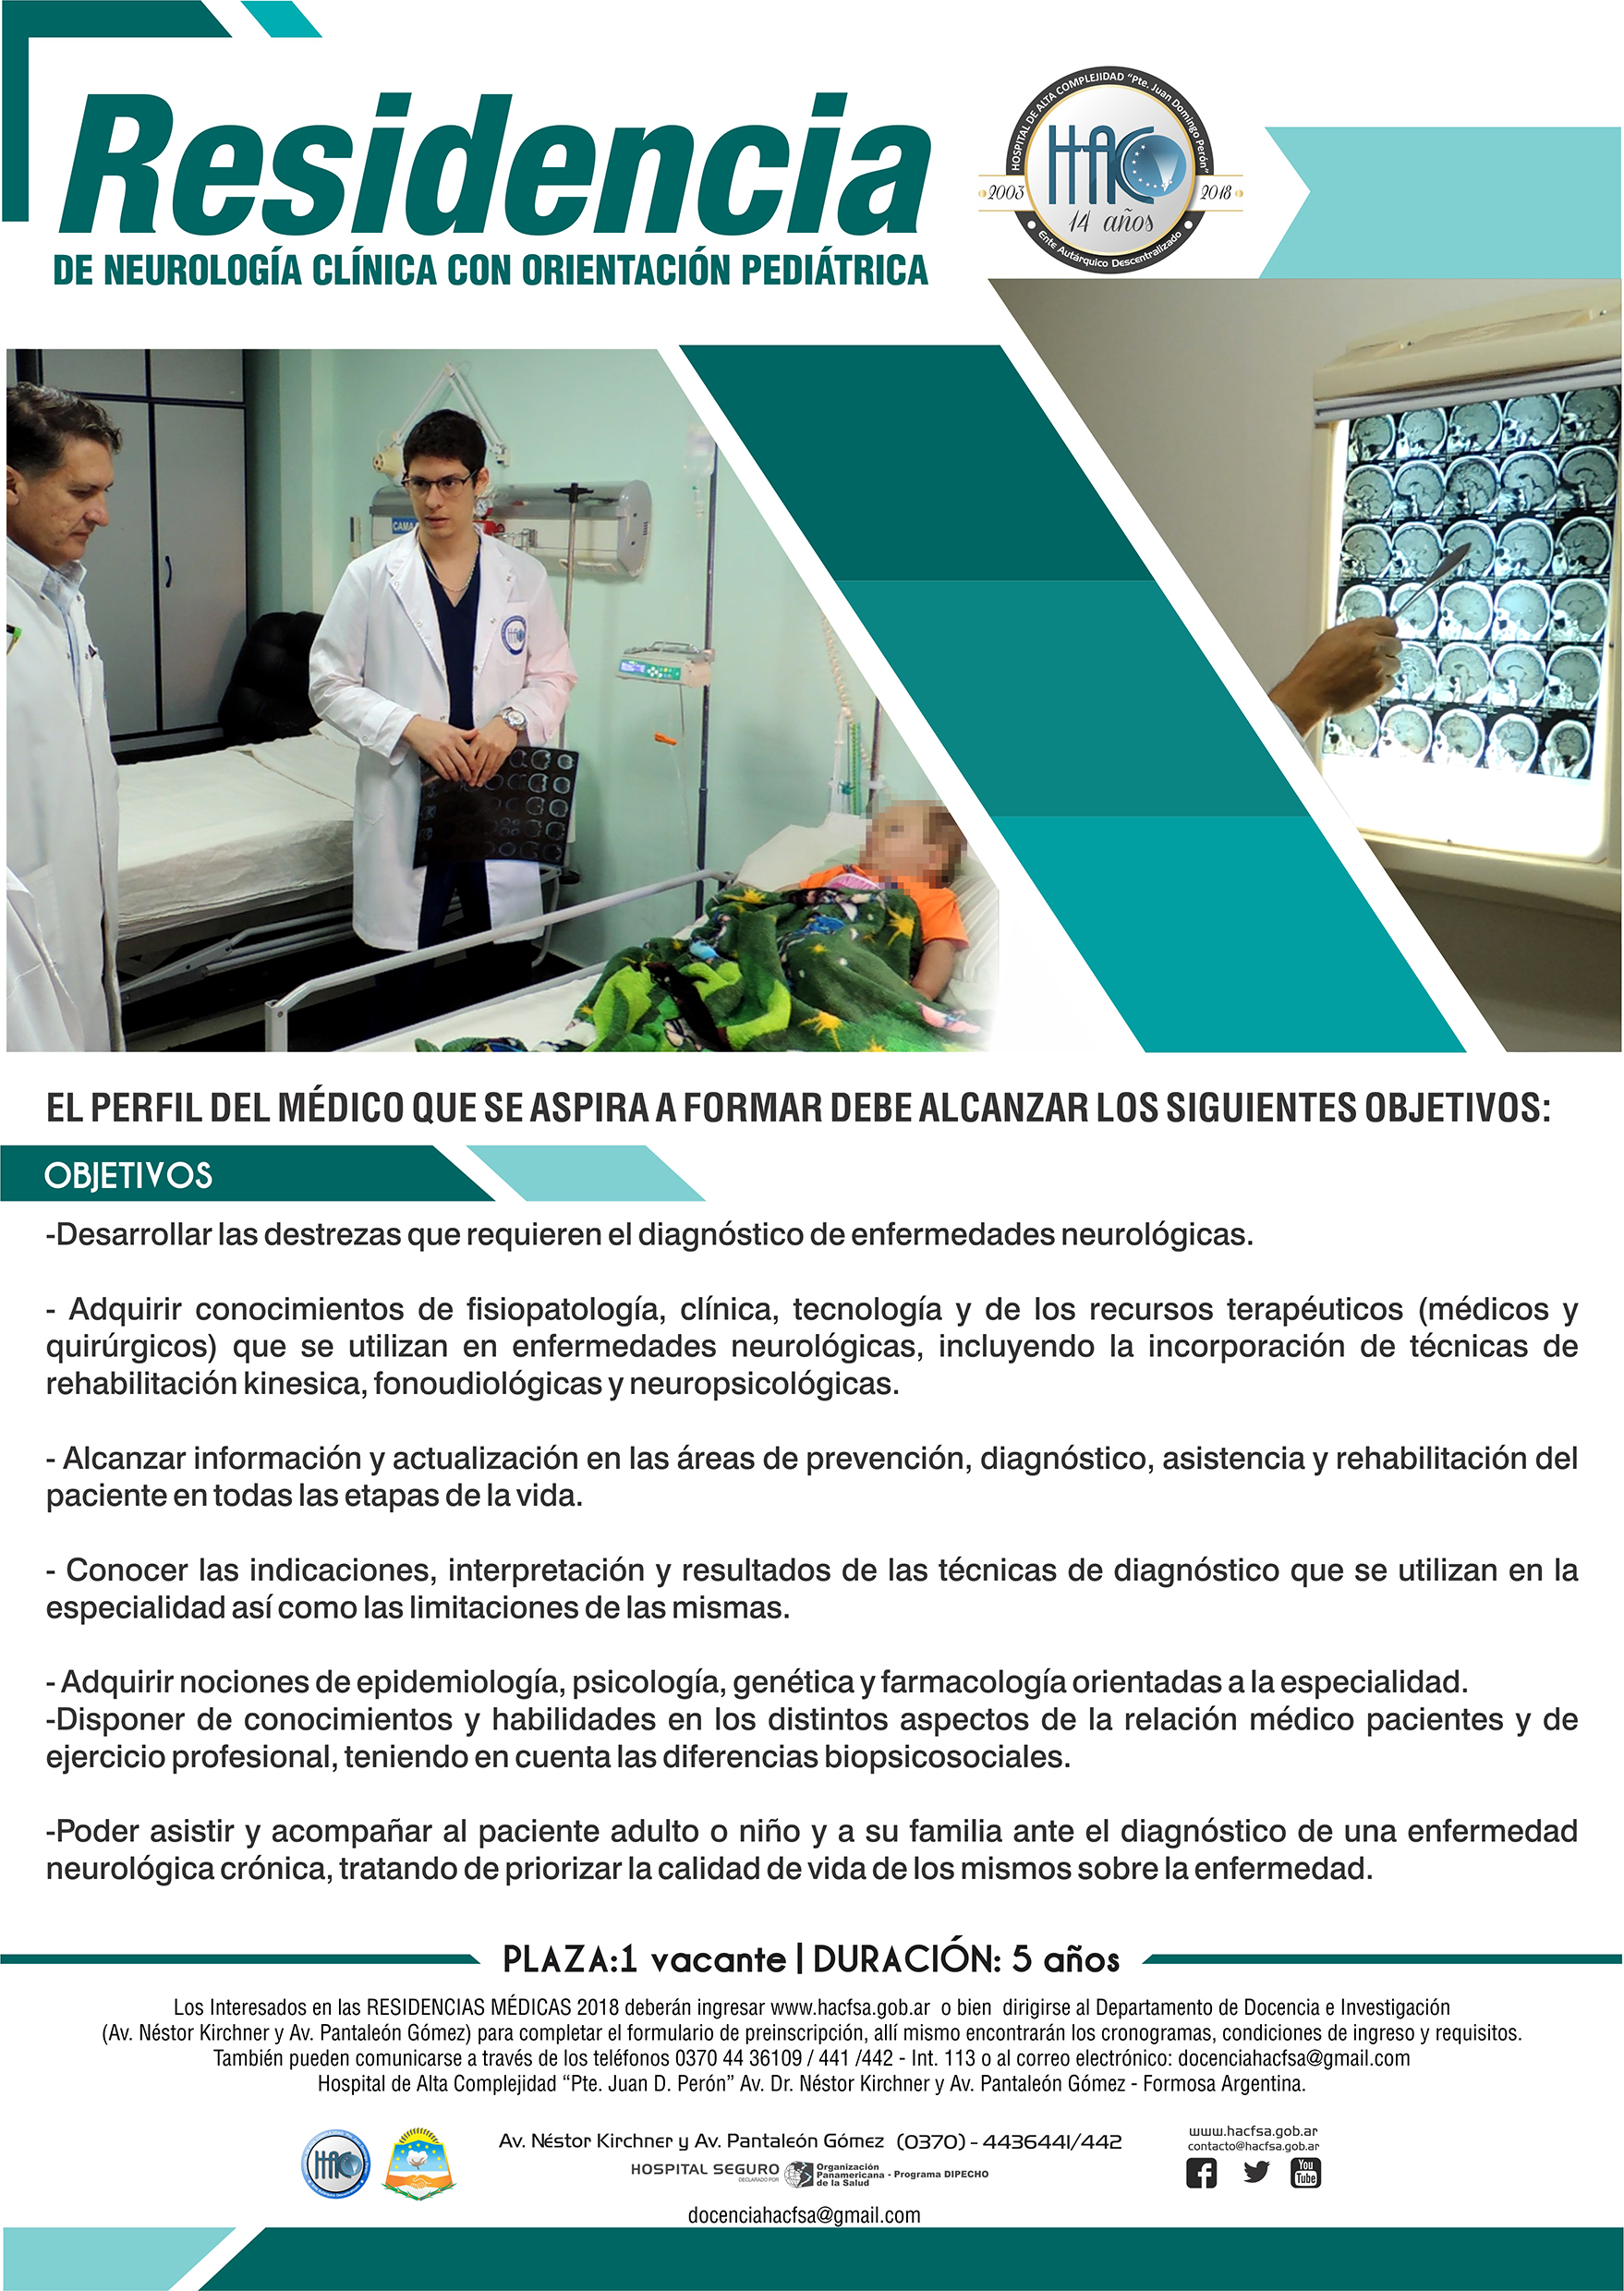 Residencia
DE NEUROLOGÍA CLÍNICA CON ORIENTACIÓN PEDIÁTRICA
HOSPITAL DE ALTA COMPLEJIDAD "Pte. Juan Domingo Perón"
HAC
2003 2018
14 años
Ente Autárquico Descentralizado
CAMA
HAC
EL PERFIL DEL MÉDICO QUE SE ASPIRA A FORMAR DEBE ALCANZAR LOS SIGUIENTES OBJETIVOS:
OBJETIVOS
-Desarrollar las destrezas que requieren el diagnóstico de enfermedades neurológicas.
- Adquirir conocimientos de fisiopatología, clínica, tecnología y de los recursos terapéuticos (médicos y
quirúrgicos) que se utilizan en enfermedades neurológicas, incluyendo la incorporación de técnicas de
rehabilitación kinesica, fonoudiológicas y neuropsicológicas.
- Alcanzar información y actualización en las áreas de prevención, diagnóstico, asistencia y rehabilitación del
paciente en todas las etapas de la vida.
- Conocer las indicaciones, interpretación y resultados de las técnicas de diagnóstico que se utilizan en la
especialidad así como las limitaciones de las mismas.
- Adquirir nociones de epidemiología, psicología, genética y farmacología orientadas a la especialidad.
-Disponer de conocimientos y habilidades en los distintos aspectos de la relación médico pacientes y de
ejercicio profesional, teniendo en cuenta las diferencias biopsicosociales.
-Poder asistir y acompañar al paciente adulto o niño y a su familia ante el diagnóstico de una enfermedad
neurológica crónica, tratando de priorizar la calidad de vida de los mismos sobre la enfermedad.
PLAZA:1 vacante | DURACIÓN: 5 años
Los Interesados en las RESIDENCIAS MÉDICAS 2018 deberán ingresar www.hacfsa.gob.ar o bien dirigirse al Departamento de Docencia e Investigación
(Av. Néstor Kirchner y Av. Pantaleón Gómez) para completar el formulario de preinscripción, allí mismo encontrarán los cronogramas, condiciones de ingreso y requisitos.
También pueden comunicarse a través de los teléfonos 0370 44 36109 / 441 /442 - Int. 113 o al correo electrónico: docenciahacfsa@gmail.com
Hospital de Alta Complejidad “Pte. Juan D. Perón” Av. Dr. Néstor Kirchner y Av. Pantaleón Gómez - Formosa Argentina.
HAC
Av. Néstor Kirchner y Av. Pantaleón Gómez (0370) - 4436441/442
HOSPITAL SEGURO
DECLARADO POR
Organización
Panamericana - Programa DIPECHO
de la Salud
docenciahacfsa@gmail.com
www.hacfsa.gob.ar
contacto@hacfsa.gob.ar
You
Tube